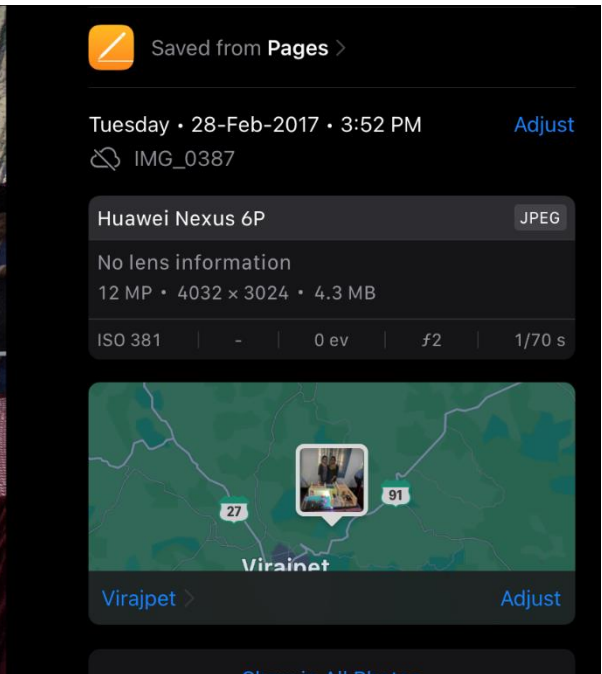 Saved from Pages >
Tuesday • 28-Feb-2017 • 3:52 PM Adjust
IMG_0387
Huawei Nexus 6P JPEG
No lens information
12 MP • 4032 × 3024 • 4.3 MB
ISO 381 | - | 0 ev | ƒ2 | 1/70 s
91
27
Virajpet
Virajpet > Adjust